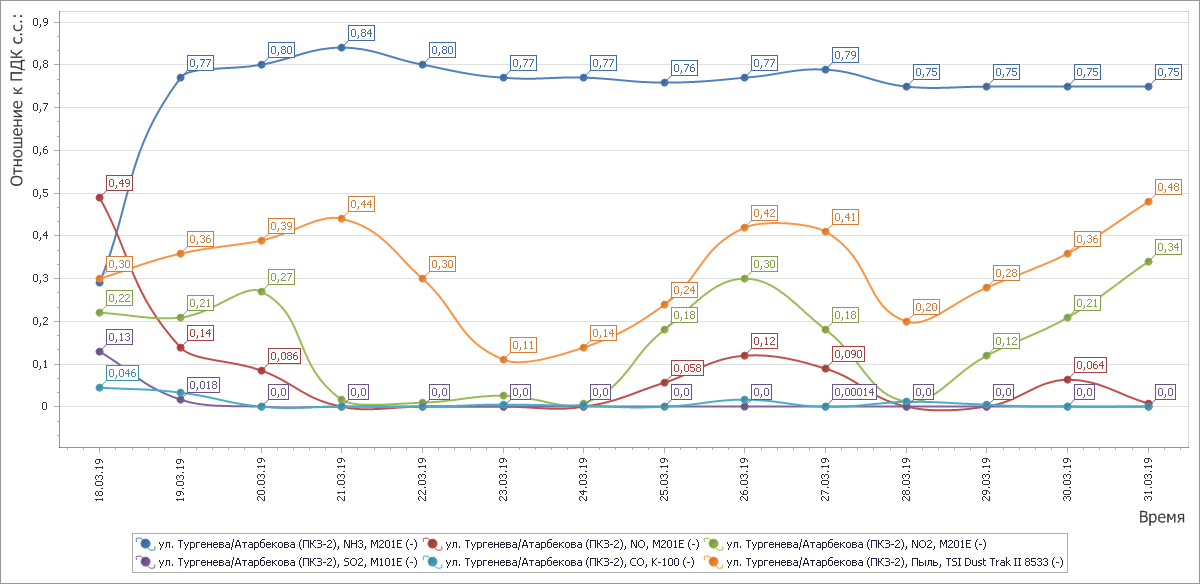 Отношение к ПДК с.с.:
0,9
0,8
0,7
0,6
0,5
0,4
0,3
0,2
0,1
0
0,77 0,80 0,84 0,80 0,77 0,77 0,76 0,77 0,79 0,75 0,75 0,75 0,75
0,49
0,30 0,36 0,39 0,44 0,30 0,11 0,14 0,24 0,42 0,41 0,20 0,28 0,36 0,48
0,22 0,21 0,27 0,18 0,30 0,18 0,12 0,21 0,34
0,14 0,086 0,058 0,12 0,090 0,064
0,13 0,018 0,0 0,0 0,0 0,0 0,0 0,0 0,0 0,00014 0,0 0,0 0,0 0,0
0,046
18.03.19 19.03.19 20.03.19 21.03.19 22.03.19 23.03.19 24.03.19 25.03.19 26.03.19 27.03.19 28.03.19 29.03.19 30.03.19 31.03.19
Время
ул. Тургенева/Атарбекова (ПКЗ-2), NH3, M201E (-) ул. Тургенева/Атарбекова (ПКЗ-2), NO, M201E (-) ул. Тургенева/Атарбекова (ПКЗ-2), NO2, M201E (-)
ул. Тургенева/Атарбекова (ПКЗ-2), SO2, M101E (-) ул. Тургенева/Атарбекова (ПКЗ-2), CO, К-100 (-) ул. Тургенева/Атарбекова (ПКЗ-2), Пыль, TSI Dust Trak II 8533 (-)